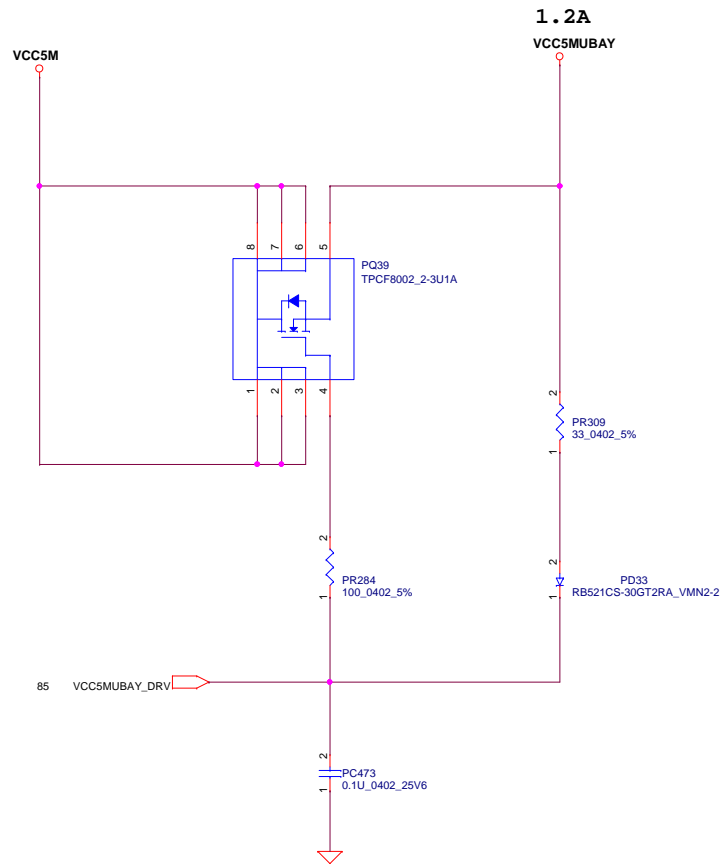 1.2A
VCC5M
VCC5MUBAY
8
7
6
5
PQ39
TPCF8002_2-3U1A
1
2
3
4
2
PR309
33_0402_5%
1
2
PR284
100_0402_5%
1
2
PD33
RB521CS-30GT2RA_VMN2-2
1
85 VCC5MUBAY_DRV
2
PC473
0.1U_0402_25V6
1